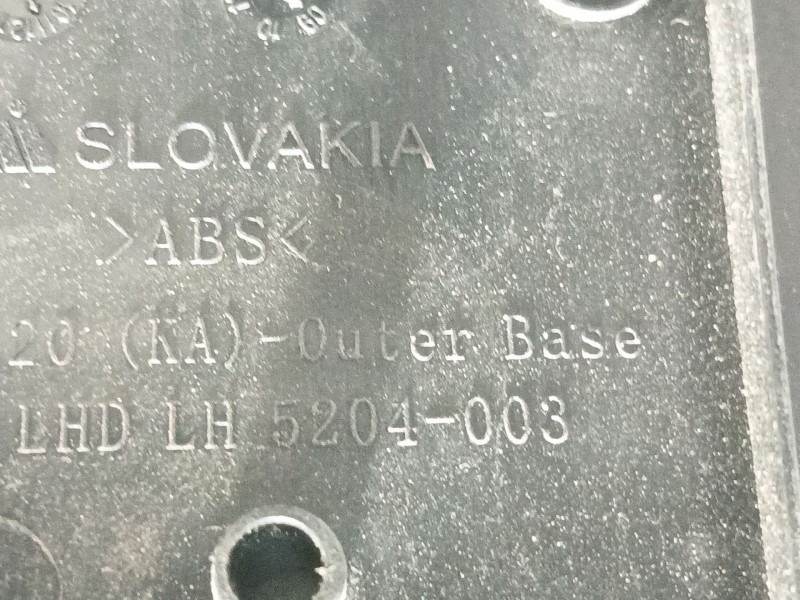 SLOVAKIA
>ABS<
20 (KA)-Outer Base
LHD LH 5204-003